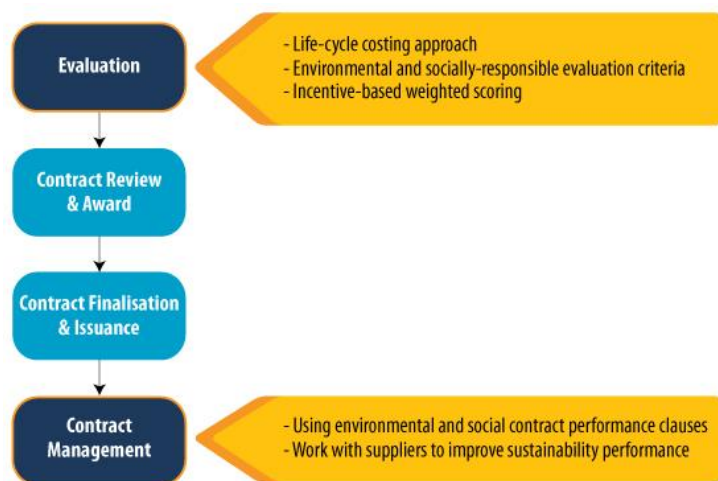 Evaluation
- Life-cycle costing approach
- Environmental and socially-responsible evaluation criteria
- Incentive-based weighted scoring
Contract Review
& Award
Contract Finalisation
& Issuance
Contract
Management
- Using environmental and social contract performance clauses
- Work with suppliers to improve sustainability performance